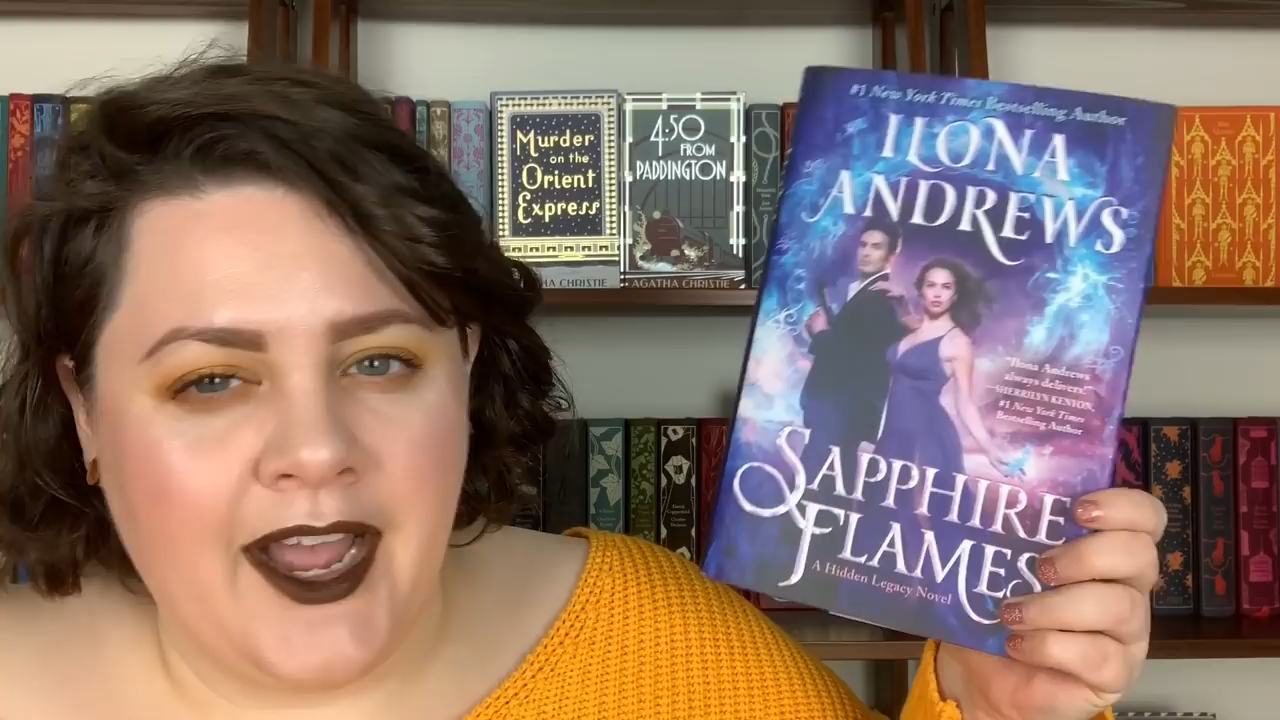 Murder
on the
Orient
Express
HA CHRISTIE
4:50
FROM
PADDINGTON
AGATHA CHRISTIE
#1 New York Times Bestselling Author
ILONA
ANDREWS
"Ilona Andrews
always delivers!"
—SHERRILYN KENYON,
#1 New York Times
Bestselling Author
SAPPHIRE
FLAMES
A Hidden Legacy Novel